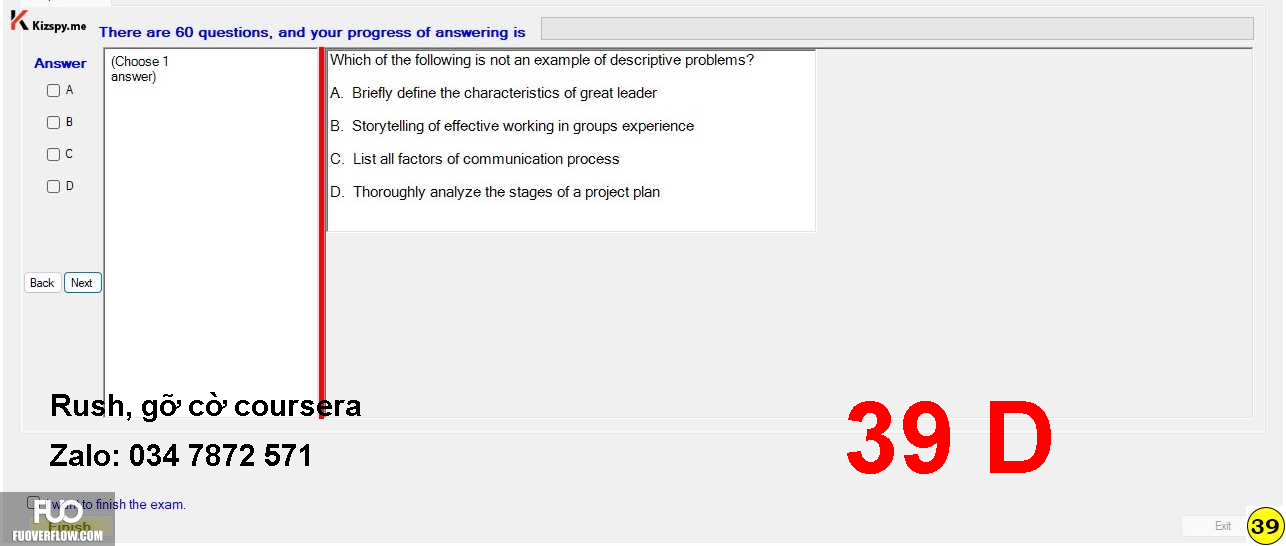 Kizspy.me
There are 60 questions, and your progress of answering is
Answer
A
B
C
D
Back
Next
(Choose 1
answer)
Which of the following is not an example of descriptive problems?
A. Briefly define the characteristics of great leader
B. Storytelling of effective working in groups experience
C. List all factors of communication process
D. Thoroughly analyze the stages of a project plan
Rush, gỡ cờ coursera
Zalo: 034 7872 571
39 D
I want to finish the exam.
Finish
FUO
FUOVERFLOW.COM
Exit
39